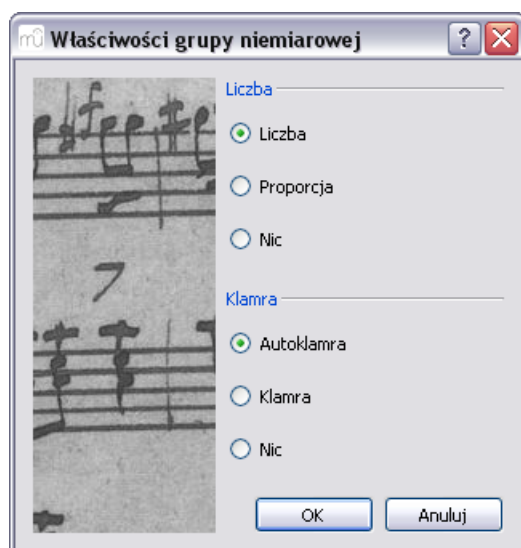 Właściwości grupy niemiarowej
Liczba
Liczba
Proporcja
Nic
7
Klamra
Autoklamra
Klamra
Nic
OK
Anuluj